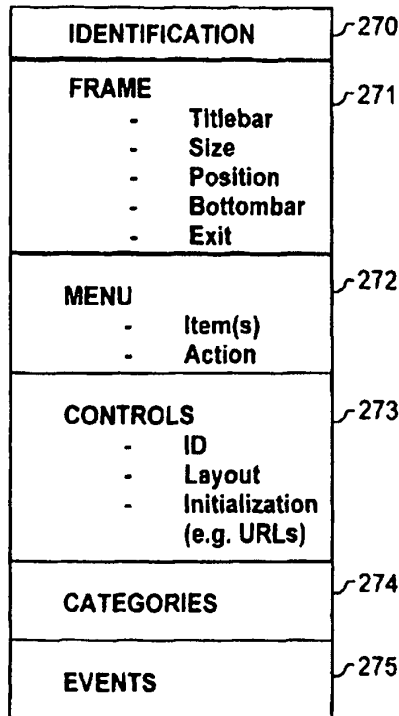 IDENTIFICATION 270
FRAME 271
- Titlebar
- Size
- Position
- Bottombar
- Exit
MENU 272
- Item(s)
- Action
CONTROLS 273
- ID
- Layout
- Initialization
(e.g. URLs)
CATEGORIES 274
EVENTS 275